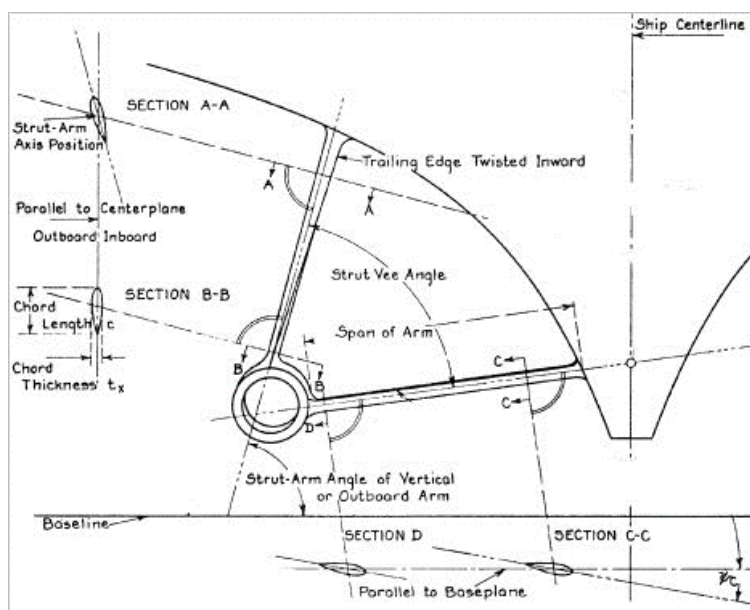 Ship Centerline
SECTION A-A
Strut-Arm
Axis Position
Trailing Edge Twisted Inward
A
A
Parallel to Centerplane
Outboard Inboard
Strut Vee Angle
SECTION B-B
Chord
Length c
Span of Arm
Chord
Thickness tx
B
B
C
C
D
Strut-Arm Angle of Vertical
or Outboard Arm
Baseline
SECTION D
SECTION C-C
Parallel to Baseplane